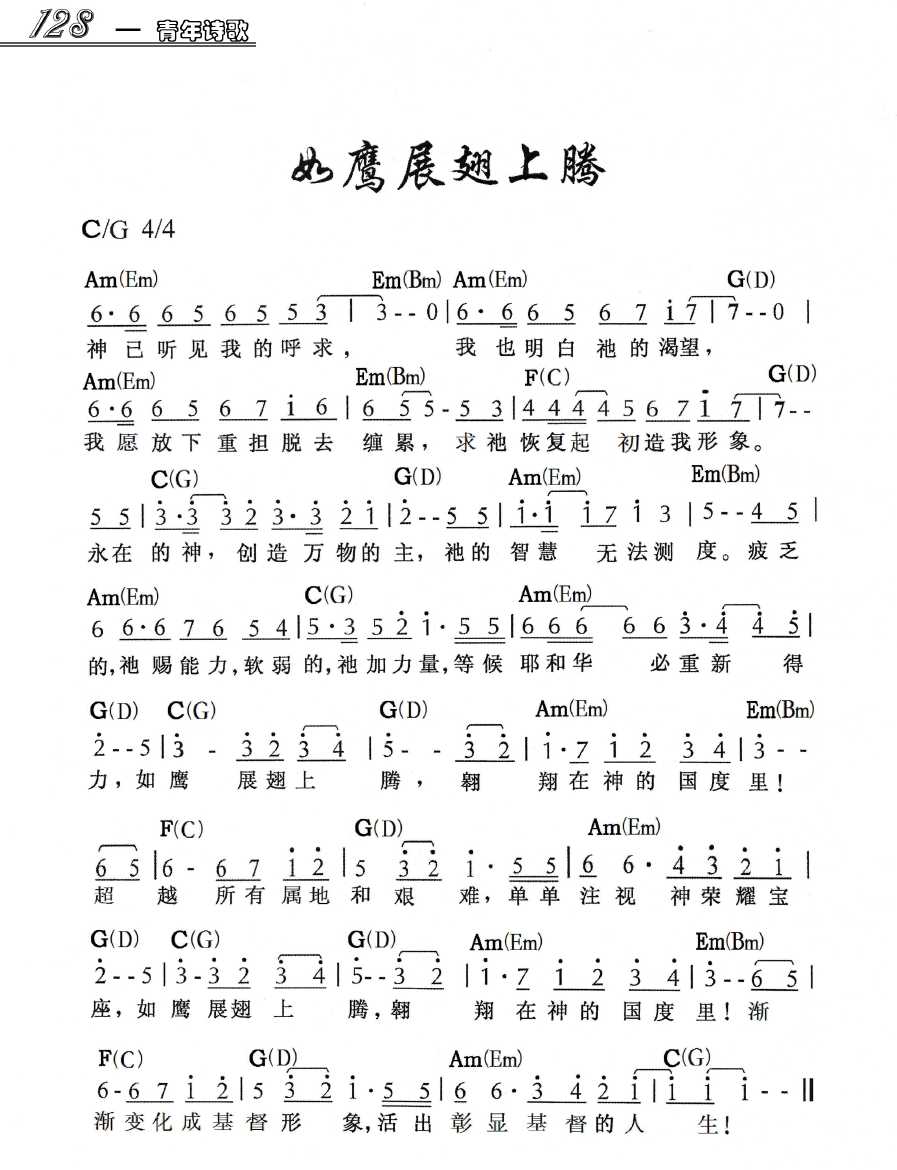 128 — 青年诗歌
如鹰展翅上腾
C/G 4/4
Am(Em) Em(Bm) Am(Em) G(D)
6· 6 6 5 6 5 5 3 | 3 - - 0 | 6· 6 6 5 6 7 i 7 | 7 - - 0 |
神已听见我的呼求， 我也明白祂的渴望，
Am(Em) Em(Bm) F(C) G(D)
6·6 6 5 6 7 i 6 | 6 5 5 - 5 3 | 4 4 4 4 5 6 7 i 7 | 7 - -
我愿放下重担脱去缠累，求祂恢复起初造我形象。
C(G) G(D) Am(Em) Em(Bm)
5 5 | 3·3 3 2 3·3 2 i | 2 - - 5 5 | i·i i 7 i 3 | 5 - - 4 5 |
永在的神，创造万物的主，祂的智慧无法测度。疲乏
Am(Em) C(G) Am(Em)
6 6·6 7 6 5 4 | 5·3 5 2 i·5 5 | 6 6 6 6 6 3·4 4 5 |
的，祂赐能力，软弱的，祂加力量，等候耶和华必重新得
G(D) C(G) G(D) Am(Em) Em(Bm)
2 - - 5 | 3 - 3 2 3 4 | 5 - - 3 2 | i·7 i 2 3 4 | 3 - -
力，如鹰展翅上腾，翱翔在神的国度里！
F(C) G(D) Am(Em)
6 5 | 6 - 6 7 i 2 | 5 3 2 i·5 5 | 6 6· 4 3 2 i |
超越所有属地和艰难，单单注视神荣耀宝
G(D) C(G) G(D) Am(Em) Em(Bm)
2 - - 5 | 3 - 3 2 3 4 | 5 - - 3 2 | i·7 i 2 3 4 | 3 - - 6 5 |
座，如鹰展翅上腾，翱翔在神的国度里！渐
F(C) G(D) Am(Em) C(G)
6 - 6 7 i 2 | 5 3 2 i·5 5 | 6 6·3 4 2 i | i i i - - ||
渐变化成基督形象，活出彰显基督的人生！